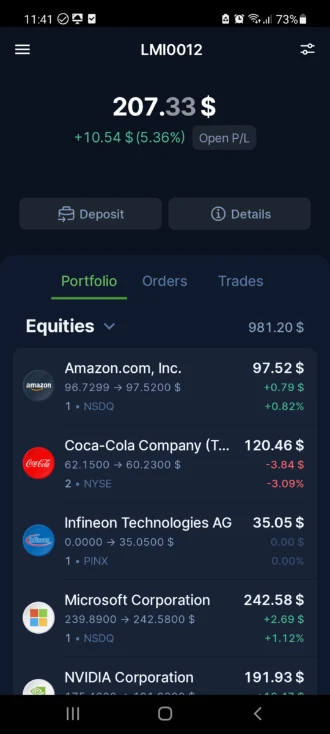 11:41 73%
LMI0012
207.33 $
+10.54 $ (5.36%) Open P/L
Deposit Details
Portfolio Orders Trades
Equities 981.20 $
amazon Amazon.com, Inc. 97.52 $
96.7299 → 97.5200 $ +0.79 $
1 • NSDQ +0.82%
Coca-Cola Coca-Cola Company (T... 120.46 $
62.1500 → 60.2300 $ -3.84 $
2 • NYSE -3.09%
Infineon Infineon Technologies AG 35.05 $
0.0000 → 35.0500 $ 0.00 $
1 • PINX 0.00%
Microsoft Corporation 242.58 $
239.8900 → 242.5800 $ +2.69 $
1 • NSDQ +1.12%
NVIDIA Corporation 191.93 $